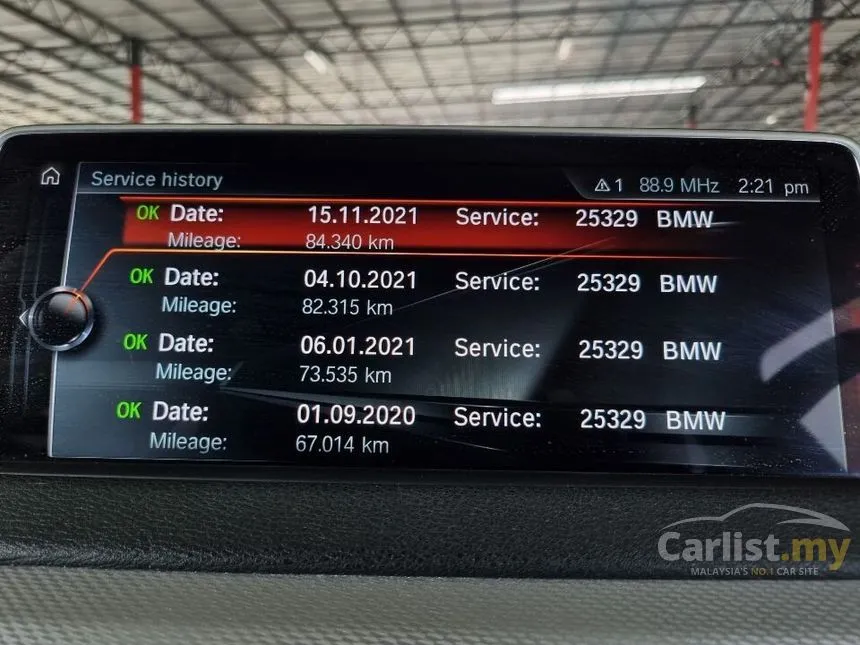 Service history 1 88.9 MHz 2:21 pm
OK Date: 15.11.2021 Service: 25329 BMW
Mileage: 84.340 km
OK Date: 04.10.2021 Service: 25329 BMW
Mileage: 82.315 km
OK Date: 06.01.2021 Service: 25329 BMW
Mileage: 73.535 km
OK Date: 01.09.2020 Service: 25329 BMW
Mileage: 67.014 km
Carlist.my
MALAYSIA'S NO.1 CAR SITE